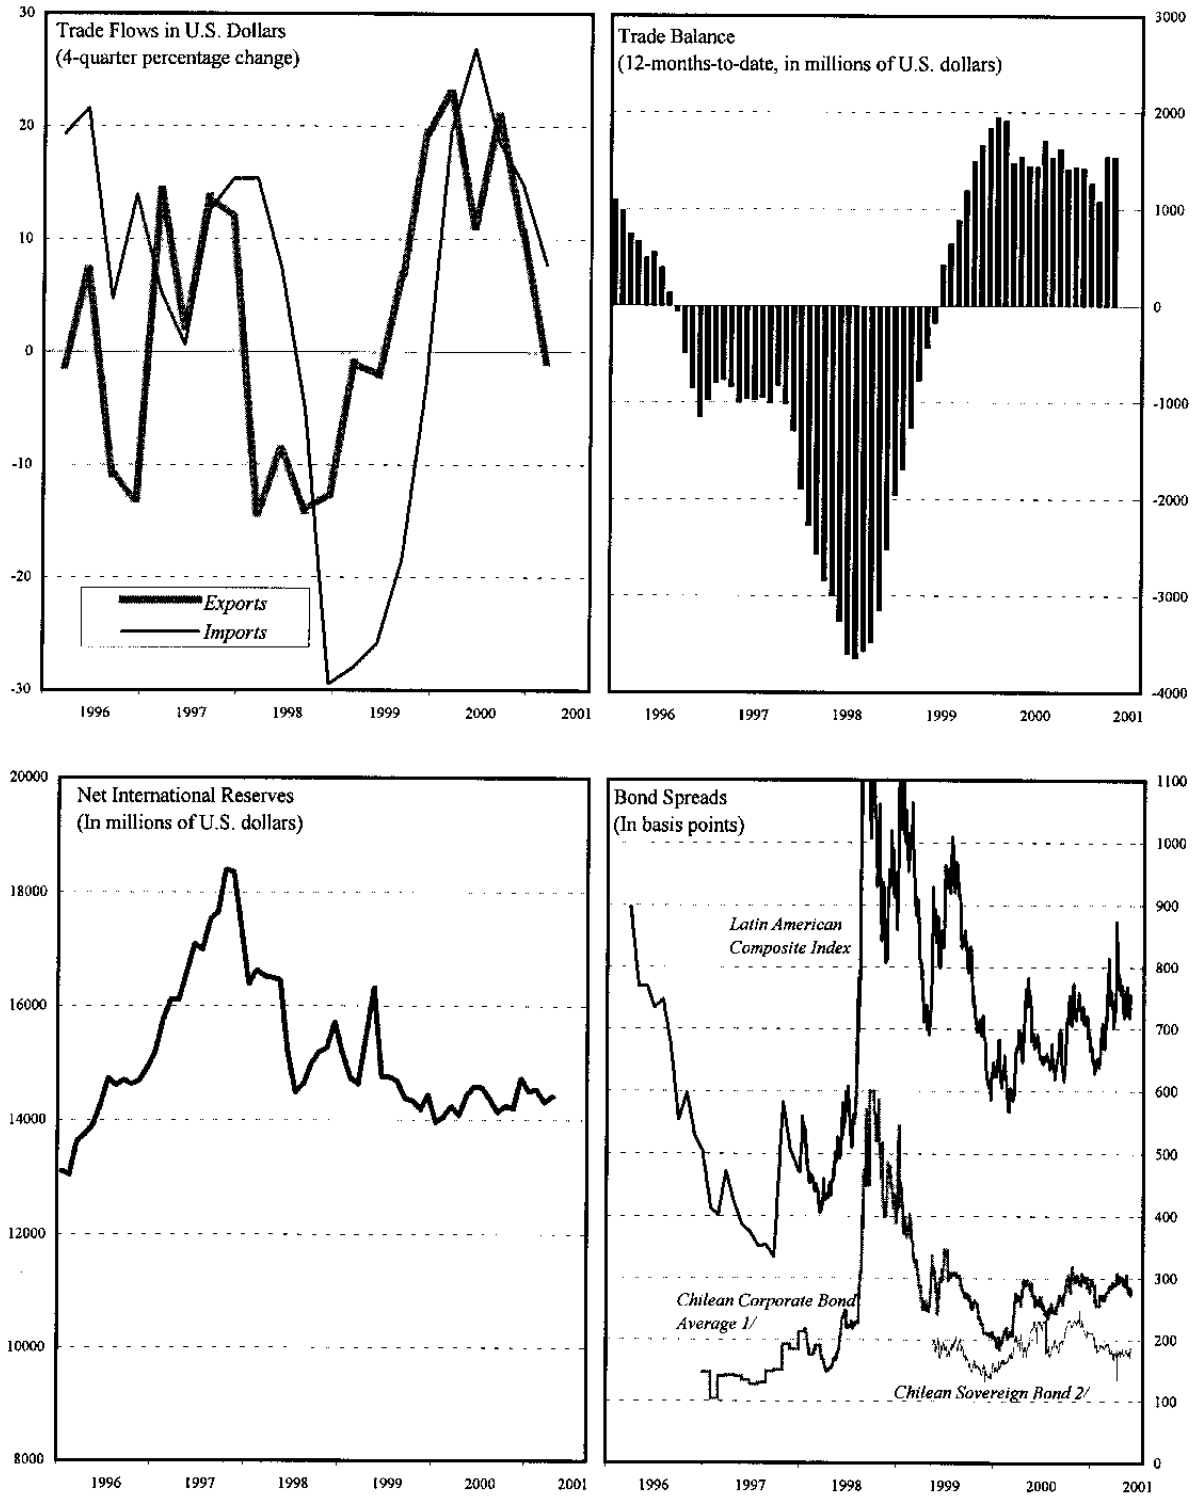 Trade Flows in U.S. Dollars
(4-quarter percentage change)
30
20
10
0
-10
-20
-30
Exports
Imports
1996 1997 1998 1999 2000 2001
Trade Balance
(12-months-to-date, in millions of U.S. dollars)
3000
2000
1000
0
-1000
-2000
-3000
-4000
1996 1997 1998 1999 2000 2001
Net International Reserves
(In millions of U.S. dollars)
20000
18000
16000
14000
12000
10000
8000
1996 1997 1998 1999 2000 2001
Bond Spreads
(In basis points)
1100
1000
900
800
700
600
500
400
300
200
100
0
Latin American
Composite Index
Chilean Corporate Bond
Average 1/
Chilean Sovereign Bond 2/
1996 1997 1998 1999 2000 2001